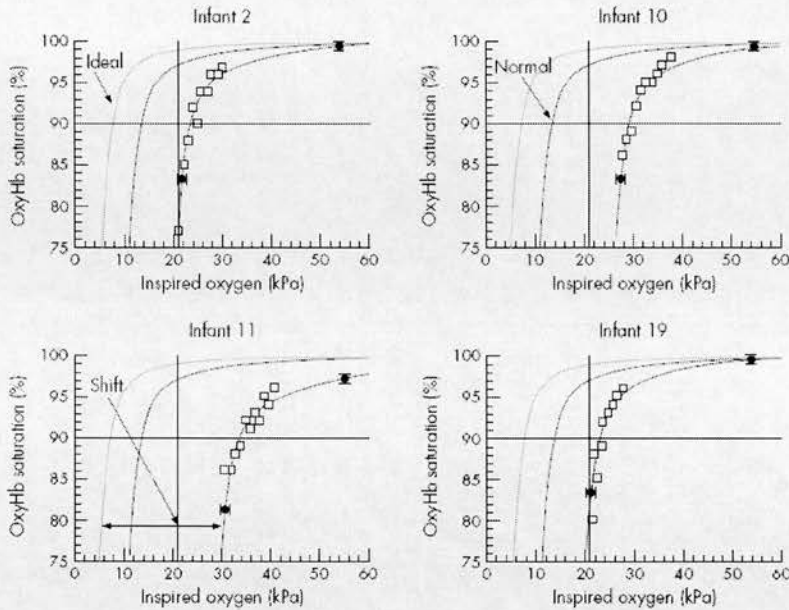 Infant 2
OxyHb saturation (%)
100
95
90
85
80
75
Ideal
0 10 20 30 40 50 60
Inspired oxygen (kPa)
Infant 10
OxyHb saturation (%)
100
95
90
85
80
75
Normal
0 10 20 30 40 50 60
Inspired oxygen (kPa)
Infant 11
OxyHb saturation (%)
100
95
90
85
80
75
Shift
0 10 20 30 40 50 60
Inspired oxygen (kPa)
Infant 19
OxyHb saturation (%)
100
95
90
85
80
75
0 10 20 30 40 50 60
Inspired oxygen (kPa)